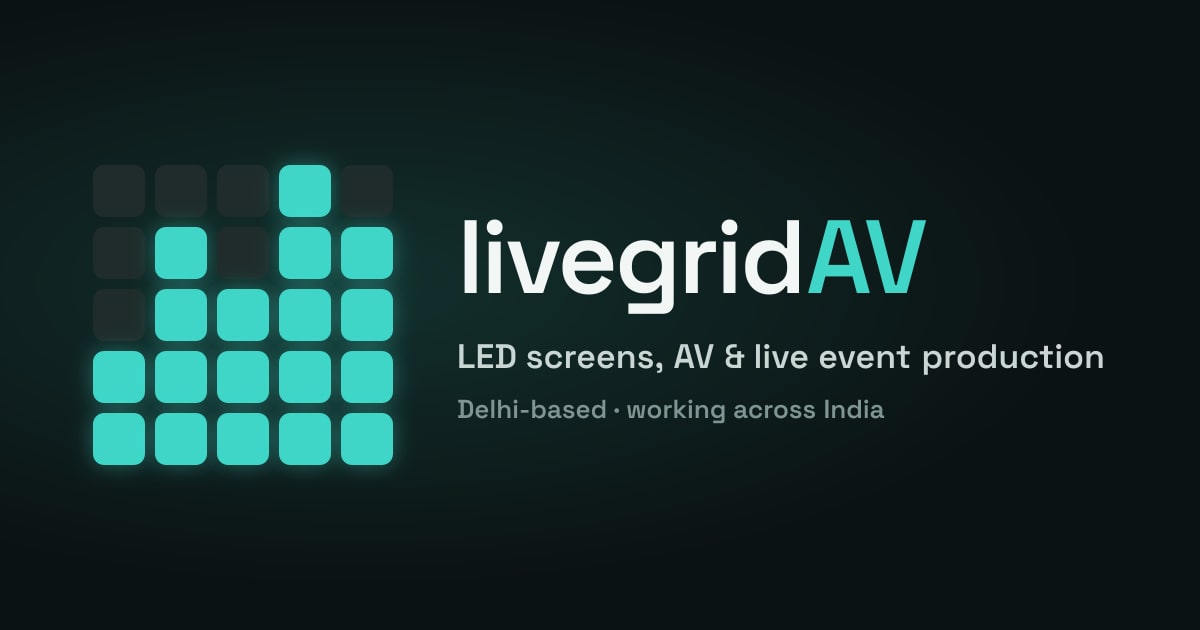 livegridAV
LED screens, AV & live event production
Delhi-based · working across India